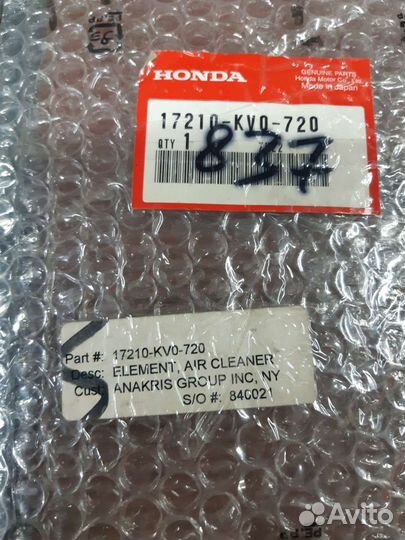 HONDA
GENUINE PARTS
Honda Motor Co., Ltd.
Made in Japan
17210-KV0-720
QTY 1
837
Part #: 17210-KV0-720
Desc: ELEMENT, AIR CLEANER
Cust: ANAKRIS GROUP INC, NY
S/O #: 840021
Avito